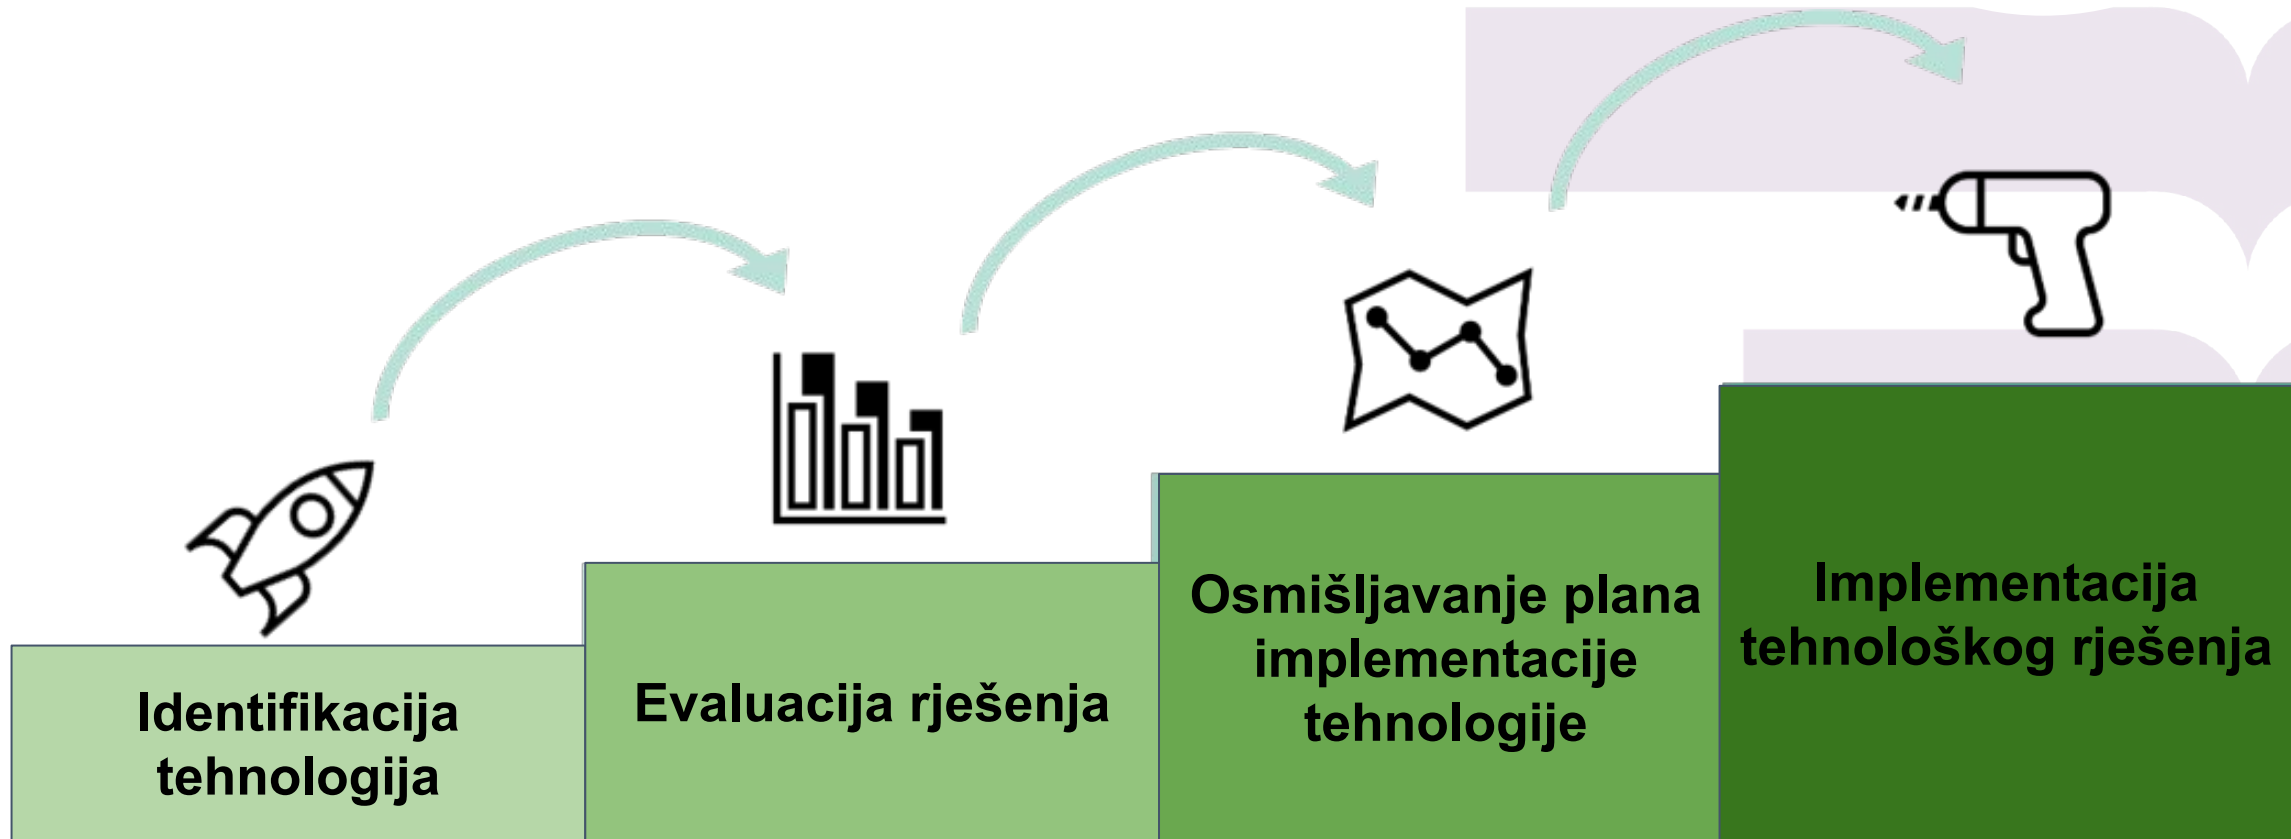 Identifikacija
tehnologija
Evaluacija rješenja
Osmišljavanje plana
implementacije
tehnologije
Implementacija
tehnološkog rješenja